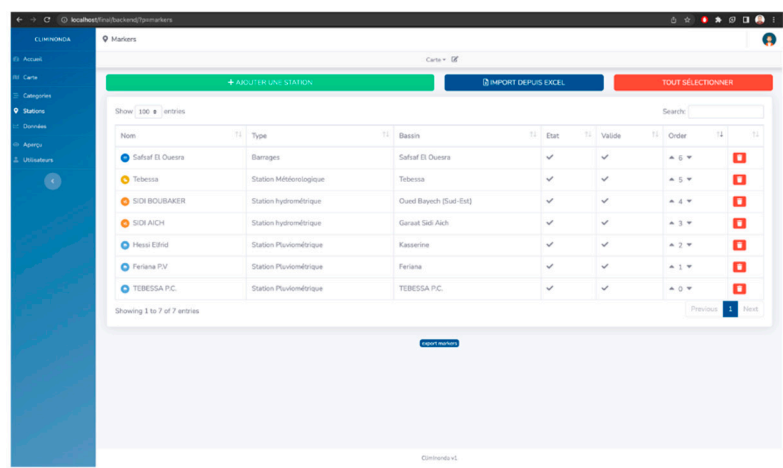 localhost/final/backend/?p=markers
CLIMINONDA
Markers
Accueil
Carte
Categories
Stations
Données
Aperçu
Utilisateurs
Carte
+ AJOUTER UNE STATION
IMPORT DEPUIS EXCEL
TOUT SÉLECTIONNER
Show 100 entries
Search:
Nom Type Bassin Etat Valide Order
Safsaf El Ouesra Barrages Safsaf El Ouesra 6
Tebessa Station Météorologique Tebessa 5
SIDI BOUBAKER Station hydrométrique Oued Bayech (Sud-Est) 4
SIDI AICH Station hydrométrique Garaat Sidi Aich 3
Hessi Elfrid Station Pluviométrique Kasserine 2
Feriana P.V Station Pluviométrique Feriana 1
TEBESSA P.C. Station Pluviométrique TEBESSA P.C. 0
Showing 1 to 7 of 7 entries
Previous 1 Next
export markers
Climinonda v1